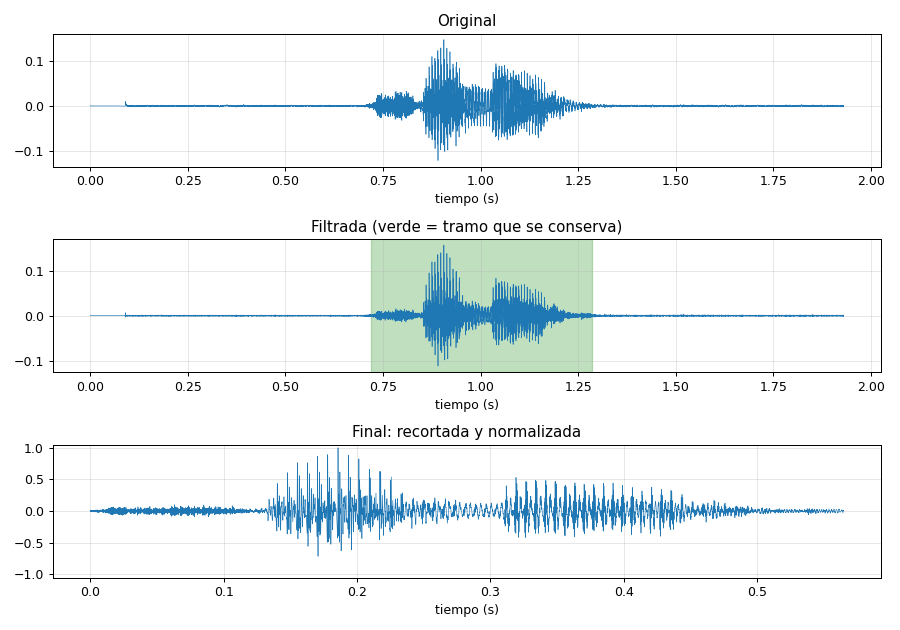 Original
0.1
0.0
−0.1
0.00 0.25 0.50 0.75 1.00 1.25 1.50 1.75 2.00
tiempo (s)
Filtrada (verde = tramo que se conserva)
0.1
0.0
−0.1
0.00 0.25 0.50 0.75 1.00 1.25 1.50 1.75 2.00
tiempo (s)
Final: recortada y normalizada
1.0
0.5
0.0
−0.5
−1.0
0.0 0.1 0.2 0.3 0.4 0.5
tiempo (s)